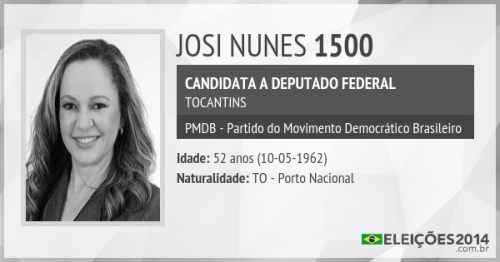 JOSI NUNES 1500
CANDIDATA A DEPUTADO FEDERAL
TOCANTINS
PMDB - Partido do Movimento Democrático Brasileiro
Idade: 52 anos (10-05-1962)
Naturalidade: TO - Porto Nacional
ELEIÇÕES2014
.com.br